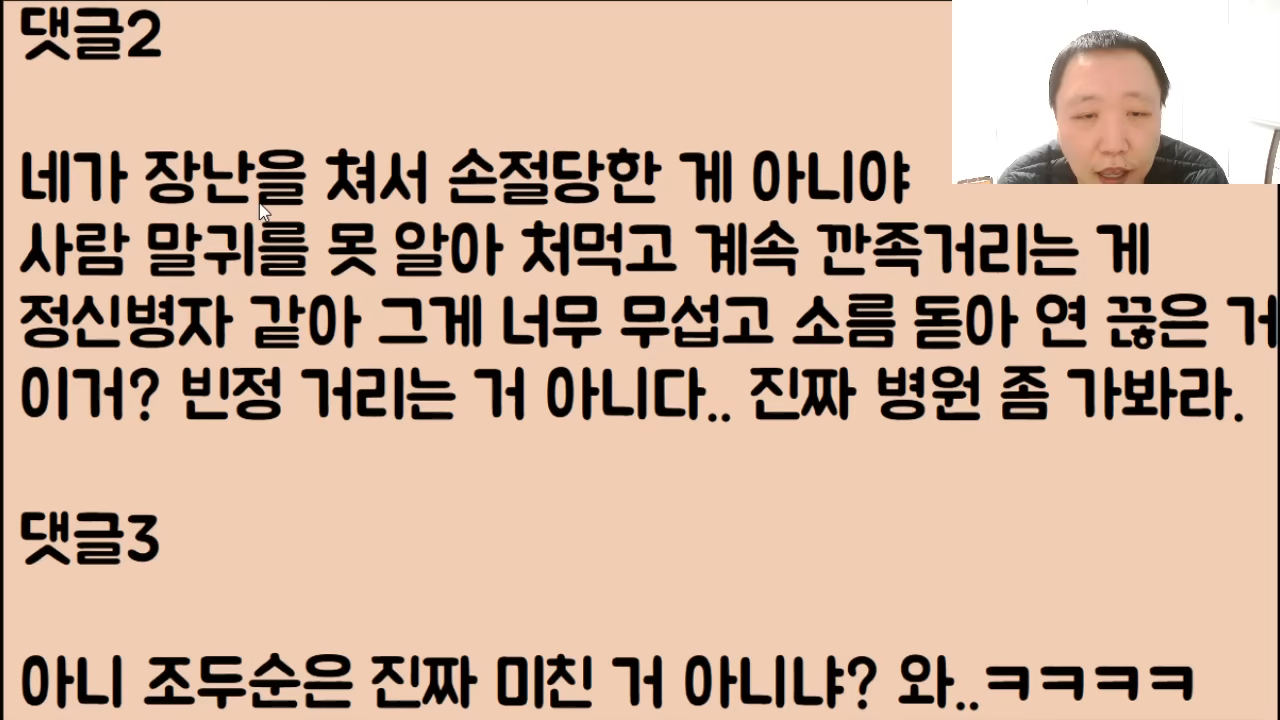 댓글2
네가 장난을 쳐서 손절당한 게 아니야
사람 말귀를 못 알아 처먹고 계속 깐족거리는 게
정신병자 같아 그게 너무 무섭고 소름 돋아 연 끊은 거
이거? 빈정 거리는 거 아니다.. 진짜 병원 좀 가봐라.
댓글3
아니 조두순은 진짜 미친 거 아니냐? 와..ㅋㅋㅋㅋ